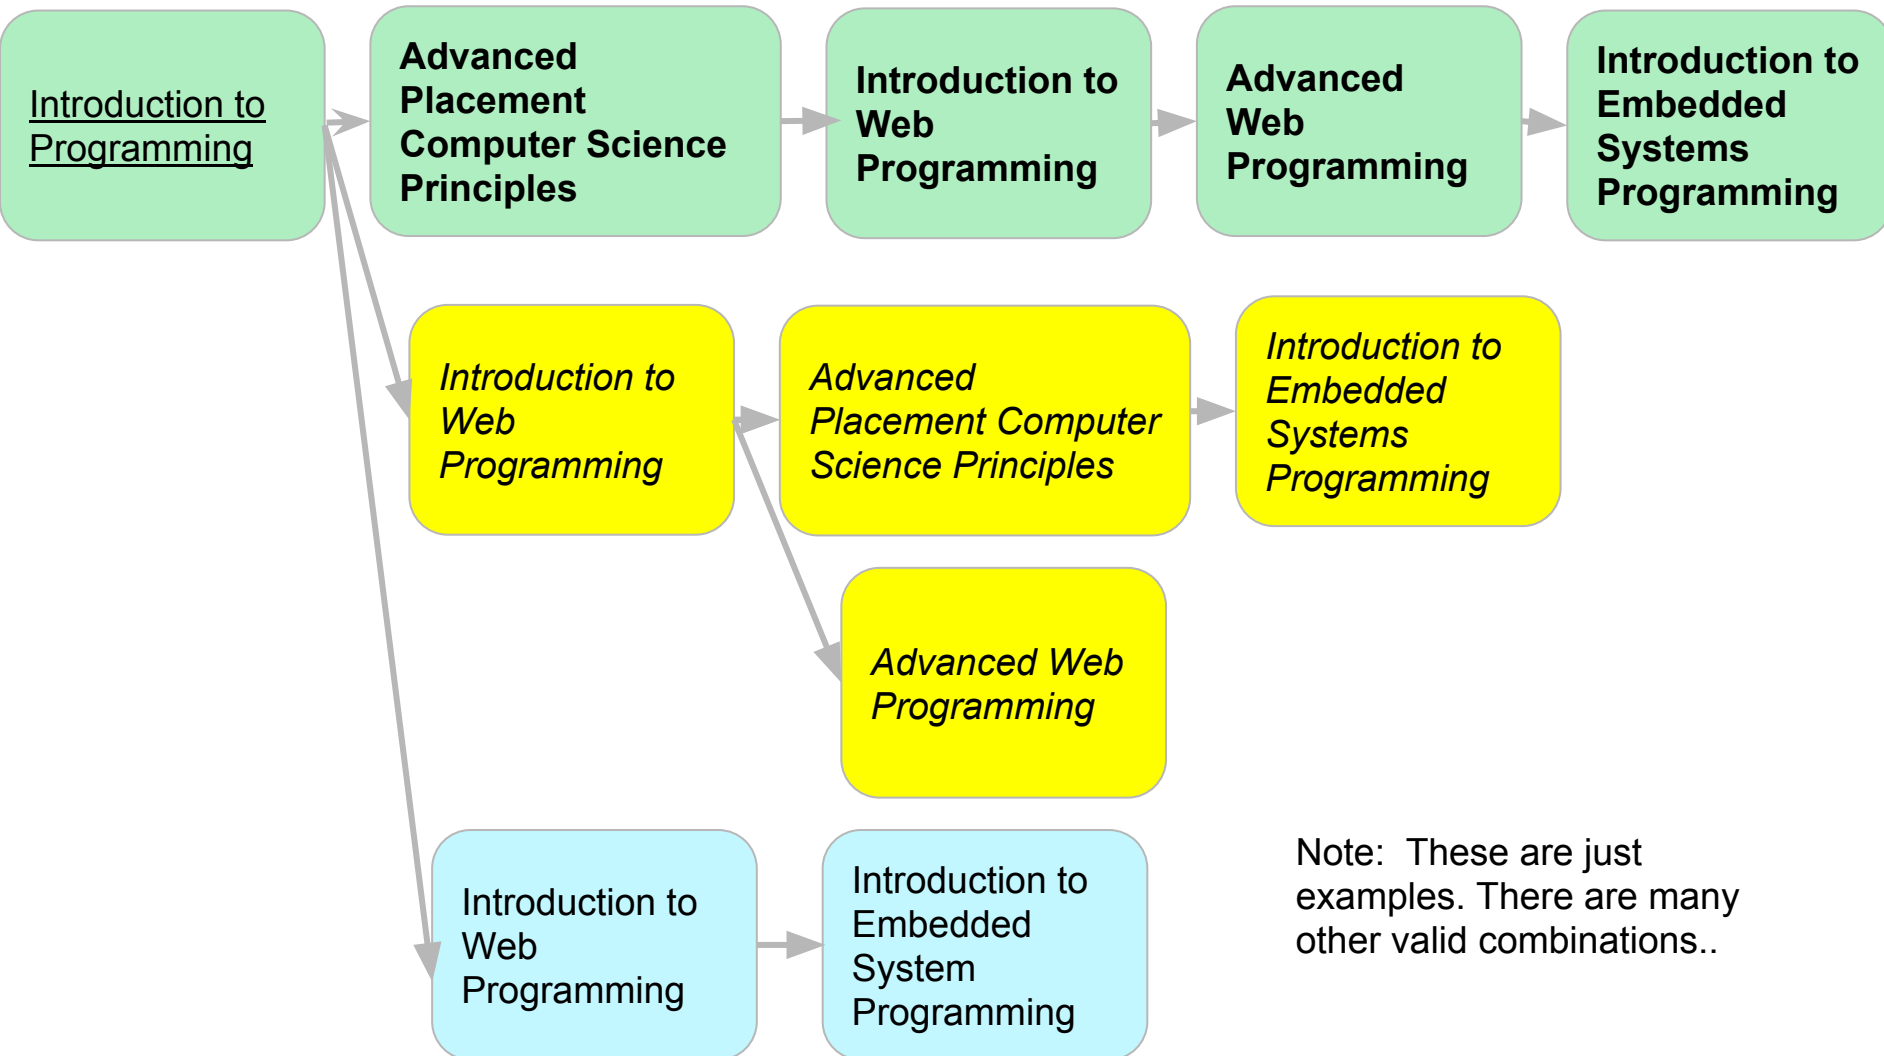 Introduction to
Programming
Advanced
Placement
Computer Science
Principles
Introduction to
Web
Programming
Advanced
Web
Programming
Introduction to
Embedded
Systems
Programming
Introduction to
Web
Programming
Advanced
Placement Computer
Science Principles
Introduction to
Embedded
Systems
Programming
Advanced Web
Programming
Introduction to
Web
Programming
Introduction to
Embedded
System
Programming
Note:  These are just
examples. There are many
other valid combinations..